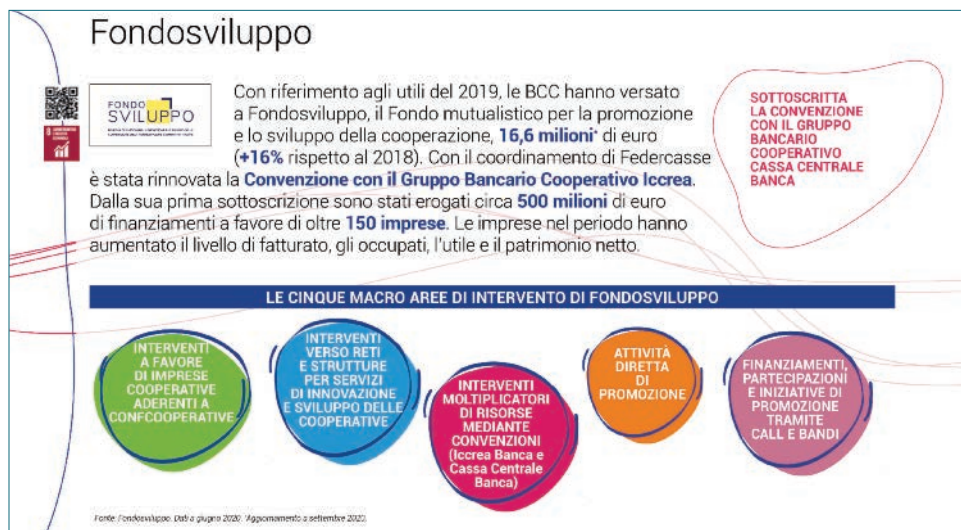 Fondosviluppo
FONDO
SVILUPPO
Con riferimento agli utili del 2019, le BCC hanno versato
a Fondosviluppo, il Fondo mutualistico per la promozione
e lo sviluppo della cooperazione, 16,6 milioni* di euro
(+16% rispetto al 2018). Con il coordinamento di Federcasse
è stata rinnovata la Convenzione con il Gruppo Bancario Cooperativo Iccrea.
Dalla sua prima sottoscrizione sono stati erogati circa 500 milioni di euro
di finanziamenti a favore di oltre 150 imprese. Le imprese nel periodo hanno
aumentato il livello di fatturato, gli occupati, l'utile e il patrimonio netto.
SOTTOSCRITTA
LA CONVENZIONE
CON IL GRUPPO
BANCARIO
COOPERATIVO
CASSA CENTRALE
BANCA
LE CINQUE MACRO AREE DI INTERVENTO DI FONDOSVILUPPO
INTERVENTI
A FAVORE
DI IMPRESE
COOPERATIVE
ADERENTI A
CONFCOOPERATIVE
INTERVENTI
VERSO RETI
E STRUTTURE
PER SERVIZI
DI INNOVAZIONE
E SVILUPPO DELLE
COOPERATIVE
INTERVENTI
MOLTIPLICATORI
DI RISORSE
MEDIANTE
CONVENZIONI
(Iccrea Banca e
Cassa Centrale
Banca)
ATTIVITÀ
DIRETTA
DI
PROMOZIONE
FINANZIAMENTI,
PARTECIPAZIONI
E INIZIATIVE DI
PROMOZIONE
TRAMITE
CALL E BANDI
Fonte: Fondosviluppo. Dati a giugno 2020. *Aggiornamento a settembre 2020.